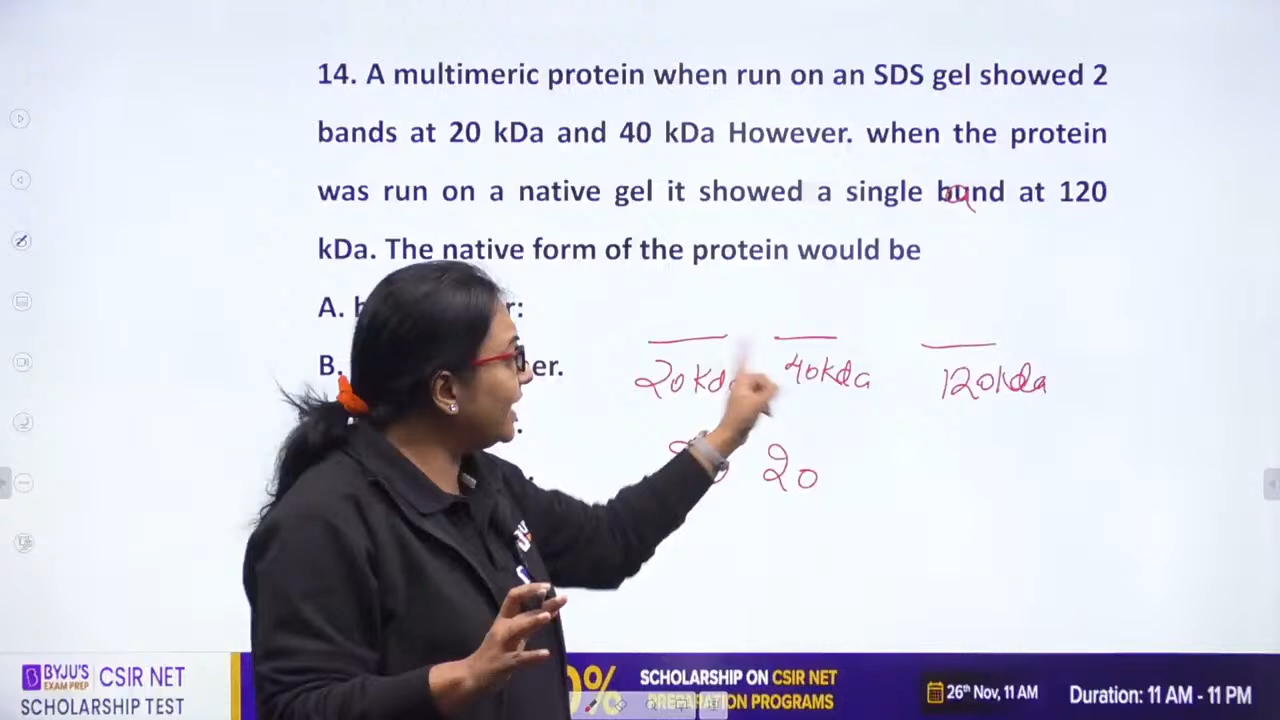 14. A multimeric protein when run on an SDS gel showed 2
bands at 20 kDa and 40 kDa However. when the protein
was run on a native gel it showed a single band at 120
kDa. The native form of the protein would be
A.
B.
20 kda 40kda 120kda
20
BYJU'S EXAM PREP CSIR NET
SCHOLARSHIP TEST
SCHOLARSHIP ON CSIR NET
PREPARATION PROGRAMS
26th Nov, 11 AM
Duration: 11 AM - 11 PM